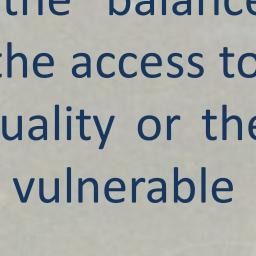 the balance
the access to
uality or the
vulnerable